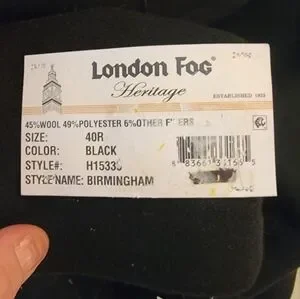 London Fog
Heritage
ESTABLISHED 1923
45%WOOL 49%POLYESTER 6%OTHER FIBERS
SIZE: 40R
COLOR: BLACK
STYLE#:
STYLE NAME: BIRMINGHAM